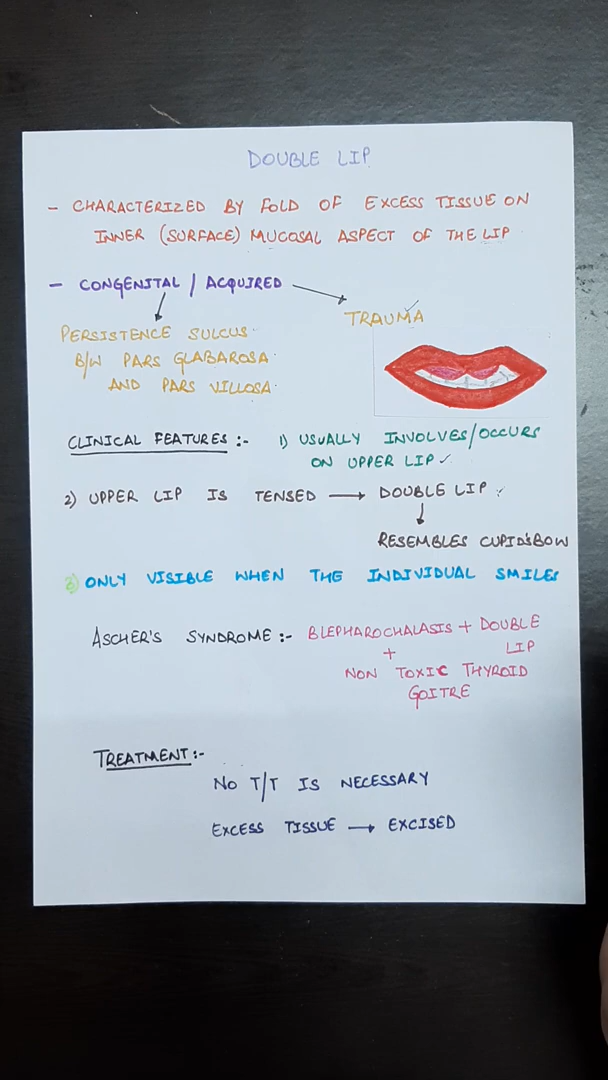 DOUBLE LIP
- CHARACTERIZED BY FOLD OF EXCESS TISSUE ON
INNER (SURFACE) MUCOSAL ASPECT OF THE LIP
- CONGENITAL / ACQUIRED
TRAUMA
PERSISTENCE SULCUS
B/W PARS GLABAROSA
AND PARS VILLOSA
CLINICAL FEATURES :- 1) USUALLY INVOLVES/OCCURS
ON UPPER LIP
2) UPPER LIP IS TENSED → DOUBLE LIP
RESEMBLES CUPID'S BOW
3) ONLY VISIBLE WHEN THE INDIVIDUAL SMILES
ASCHER'S SYNDROME :- BLEPHAROCHALASIS + DOUBLE
LIP
+
NON TOXIC THYROID
GOITRE
TREATMENT :-
NO T/T IS NECESSARY
EXCESS TISSUE → EXCISED